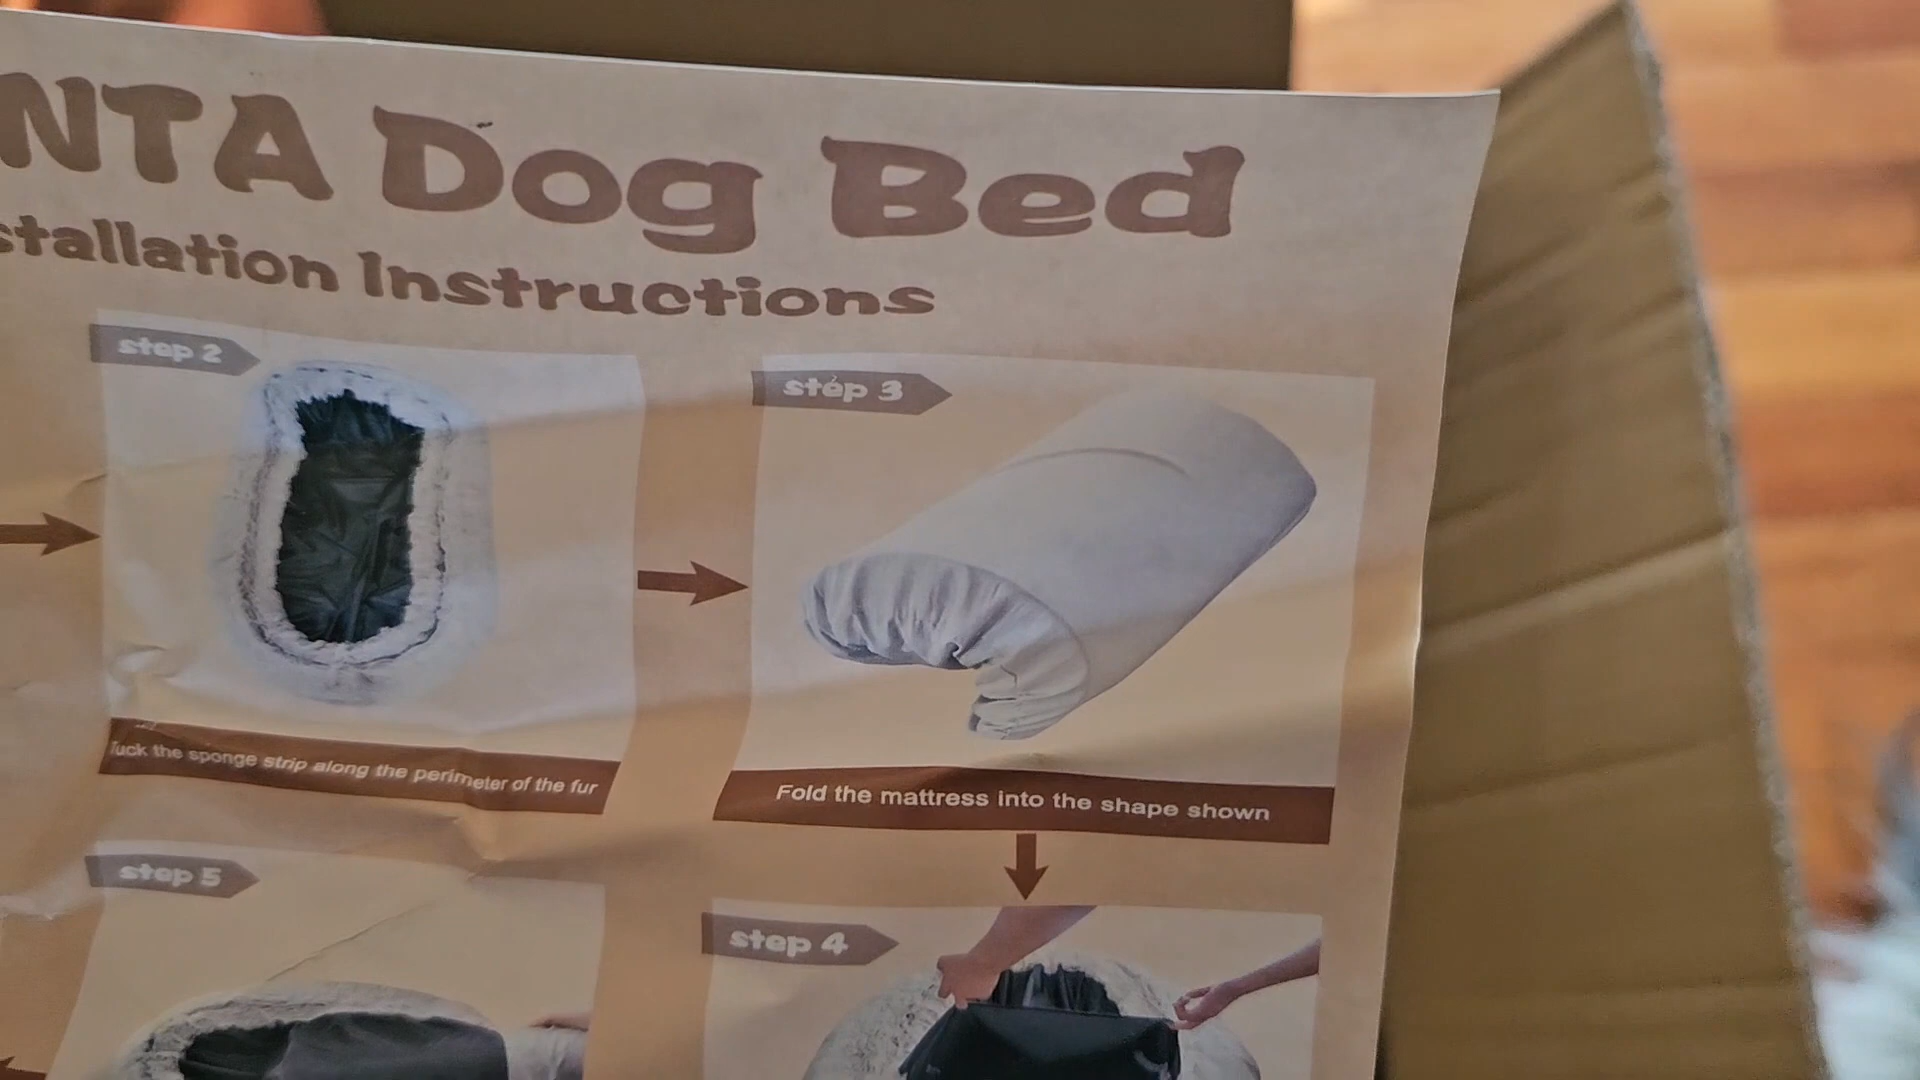 NTA Dog Bed
stallation Instructions
step 2
step 3
Tuck the sponge strip along the perimeter of the fur
Fold the mattress into the shape shown
step 5
step 4